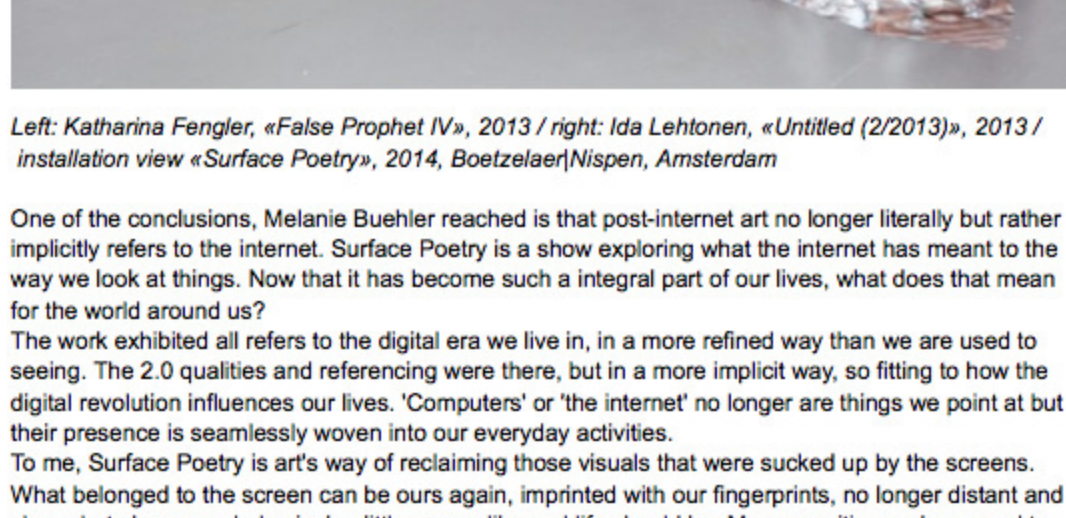 Left: Katharina Fengler, «False Prophet IV», 2013 / right: Ida Lehtonen, «Untitled (2/2013)», 2013 /
installation view «Surface Poetry», 2014, Boetzelaer|Nispen, Amsterdam
One of the conclusions, Melanie Buehler reached is that post-internet art no longer literally but rather
implicitly refers to the internet. Surface Poetry is a show exploring what the internet has meant to the
way we look at things. Now that it has become such a integral part of our lives, what does that mean
for the world around us?
The work exhibited all refers to the digital era we live in, in a more refined way than we are used to
seeing. The 2.0 qualities and referencing were there, but in a more implicit way, so fitting to how the
digital revolution influences our lives. 'Computers' or 'the internet' no longer are things we point at but
their presence is seamlessly woven into our everyday activities.
To me, Surface Poetry is art's way of reclaiming those visuals that were sucked up by the screens.
What belonged to the screen can be ours again, imprinted with our fingerprints, no longer distant and